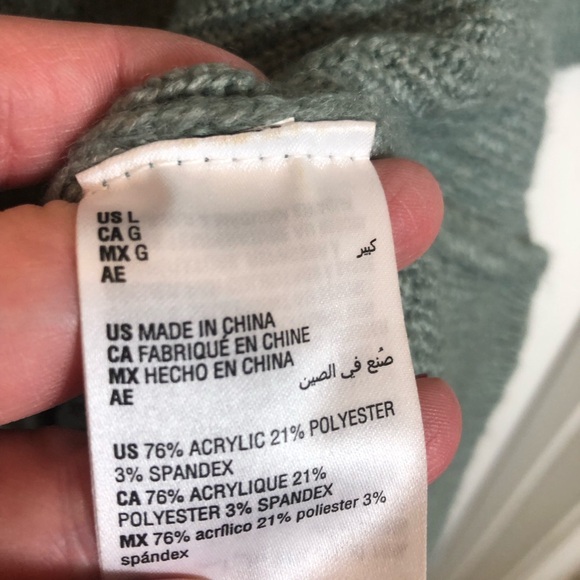 US L
CA G
MX G
AE كبير
US MADE IN CHINA
CA FABRIQUÉ EN CHINE
MX HECHO EN CHINA
AE صُنع في الصين
US 76% ACRYLIC 21% POLYESTER
3% SPANDEX
CA 76% ACRYLIQUE 21%
POLYESTER 3% SPANDEX
MX 76% acrílico 21% poliester 3%
spándex